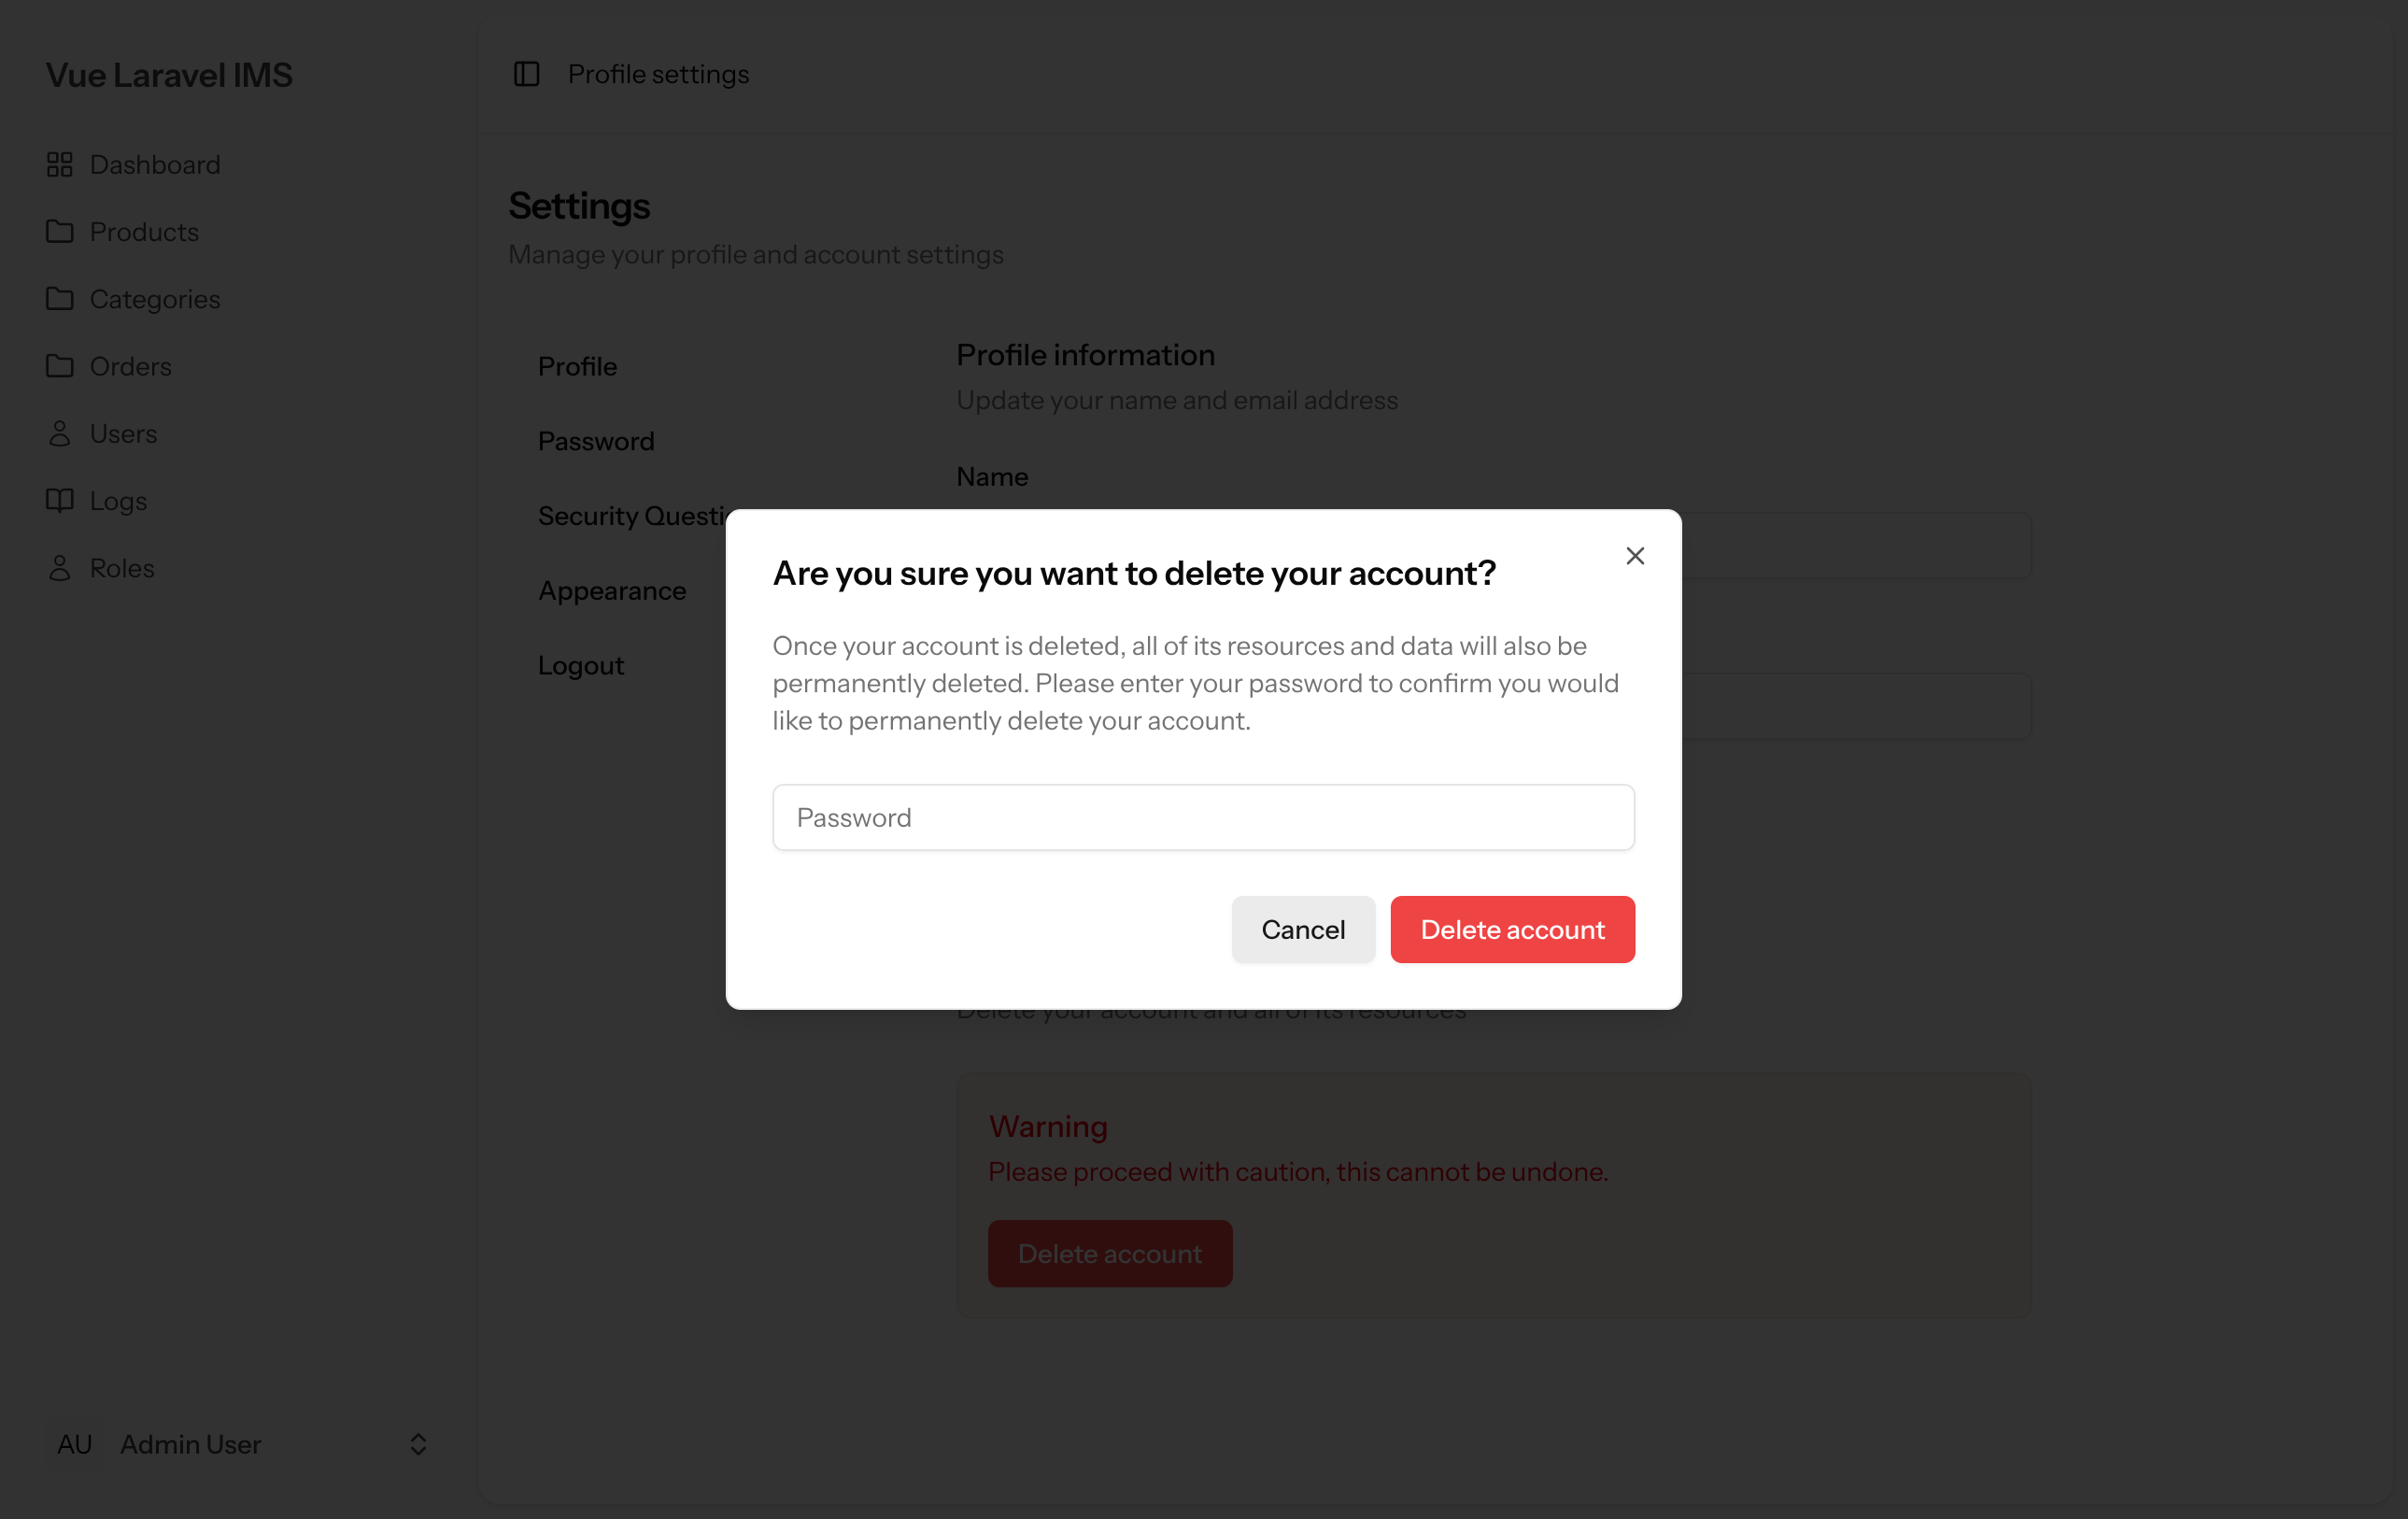 Vue Laravel IMS
Dashboard
Products
Categories
Orders
Users
Logs
Roles
AU Admin User
Profile settings
Settings
Manage your profile and account settings
Profile
Password
Security Questi
Appearance
Logout
Profile information
Update your name and email address
Name
Are you sure you want to delete your account?
Once your account is deleted, all of its resources and data will also be
permanently deleted. Please enter your password to confirm you would
like to permanently delete your account.
Password
Cancel
Delete account
Delete your account and all of its resources
Warning
Please proceed with caution, this cannot be undone.
Delete account